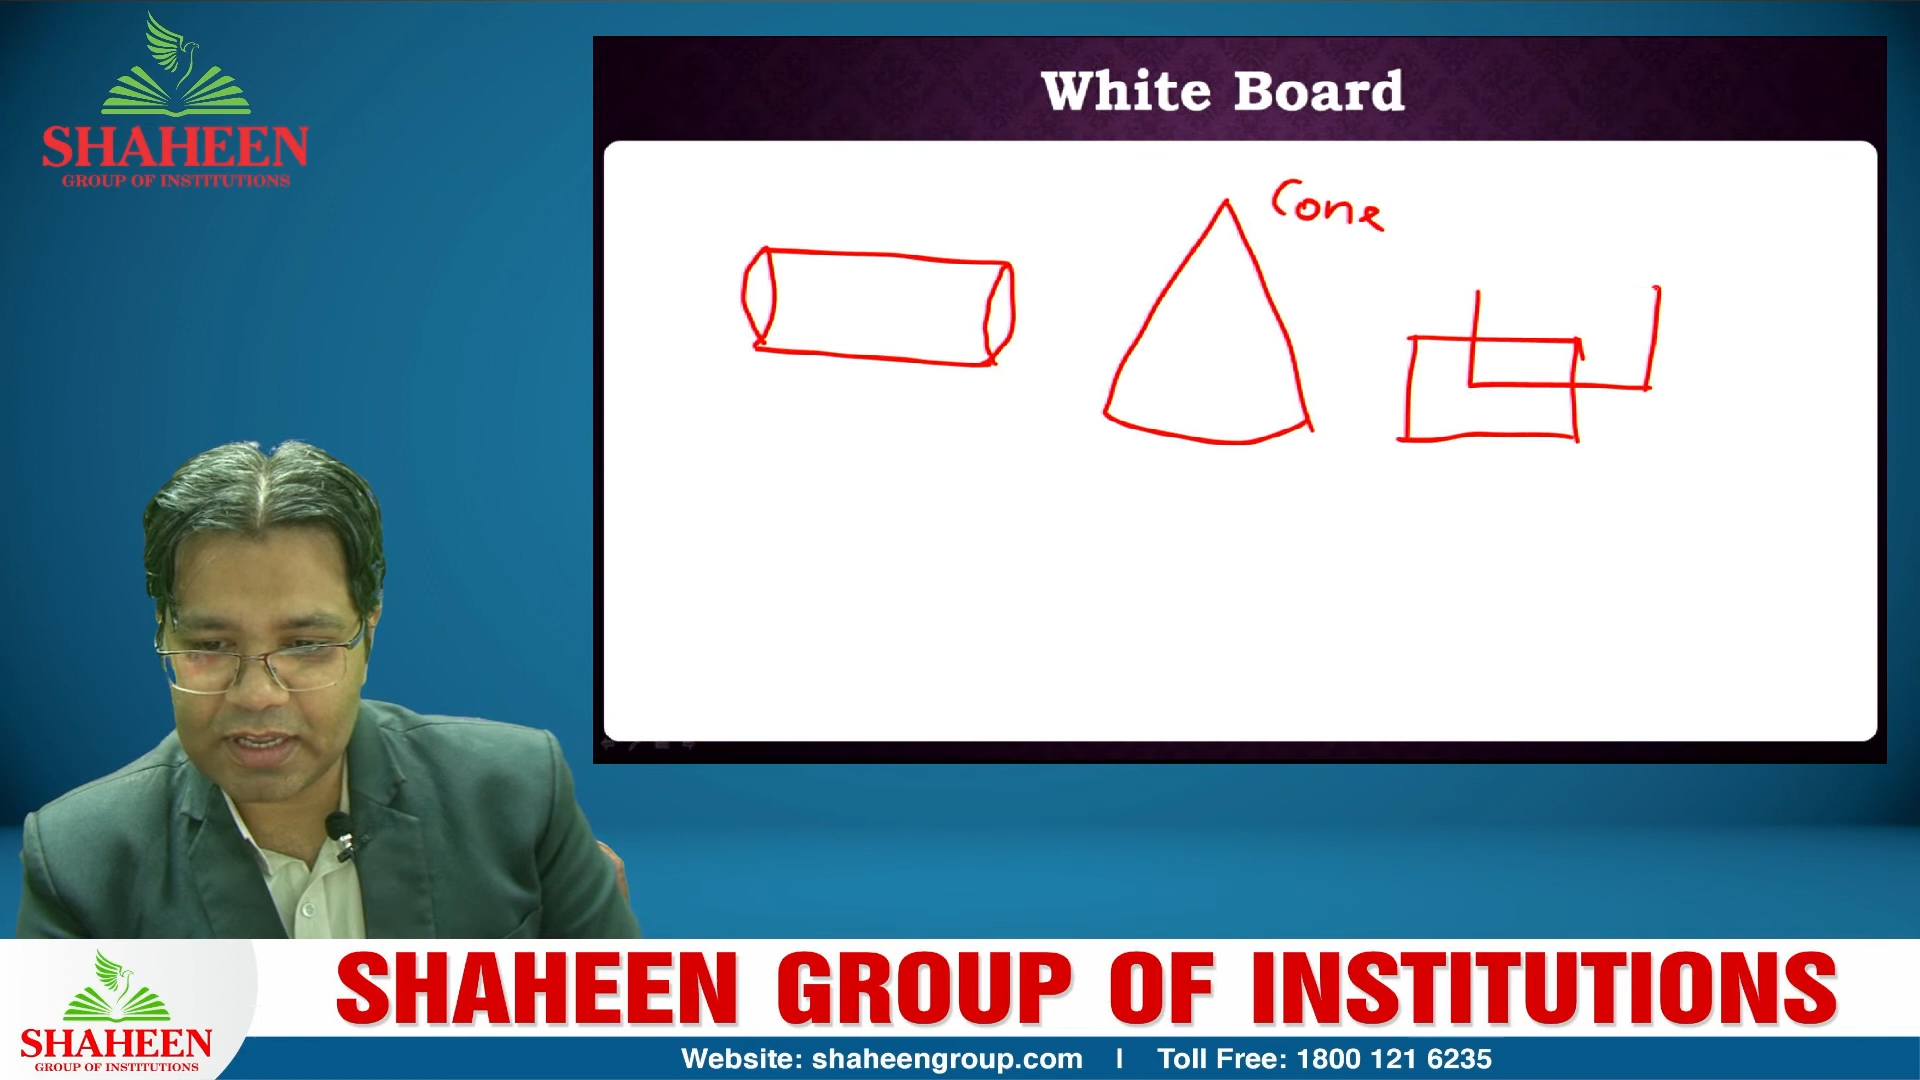 SHAHEEN
GROUP OF INSTITUTIONS
White Board
Cone
SHAHEEN
GROUP OF INSTITUTIONS
SHAHEEN GROUP OF INSTITUTIONS
Website: shaheengroup.com | Toll Free: 1800 121 6235